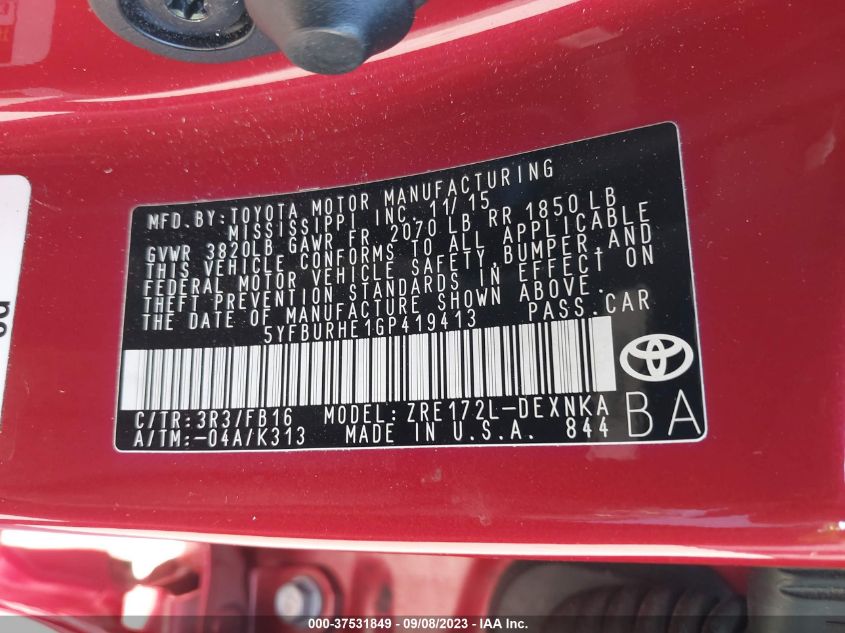 MFD.BY:TOYOTA MOTOR MANUFACTURING
MISSISSIPPI INC. 11/15
GVWR 3820LB GAWR FR 2070 LB RR 1850 LB
THIS VEHICLE CONFORMS TO ALL APPLICABLE
FEDERAL MOTOR VEHICLE SAFETY, BUMPER, AND
THEFT PREVENTION STANDARDS IN EFFECT ON
THE DATE OF MANUFACTURE SHOWN ABOVE.
5YFBURHE1GP419413 PASS.CAR
C/TR:3R3/FB16 MODEL: ZRE172L-DEXNKA
A/TM:-04A/K313 MADE IN U.S.A. 844
BA
000-37531849 - 09/08/2023 - IAA Inc.